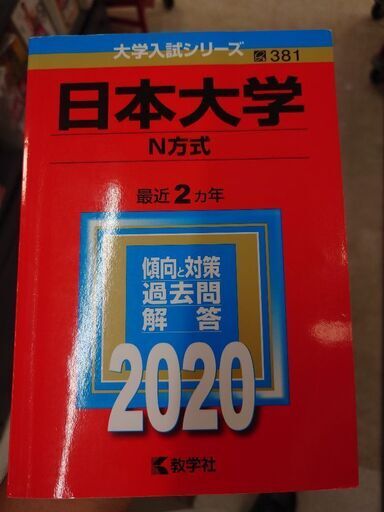 大学入試シリーズ 381
日本大学
N方式
最近2ヵ年
傾向と対策
過去問
解答
2020
教学社